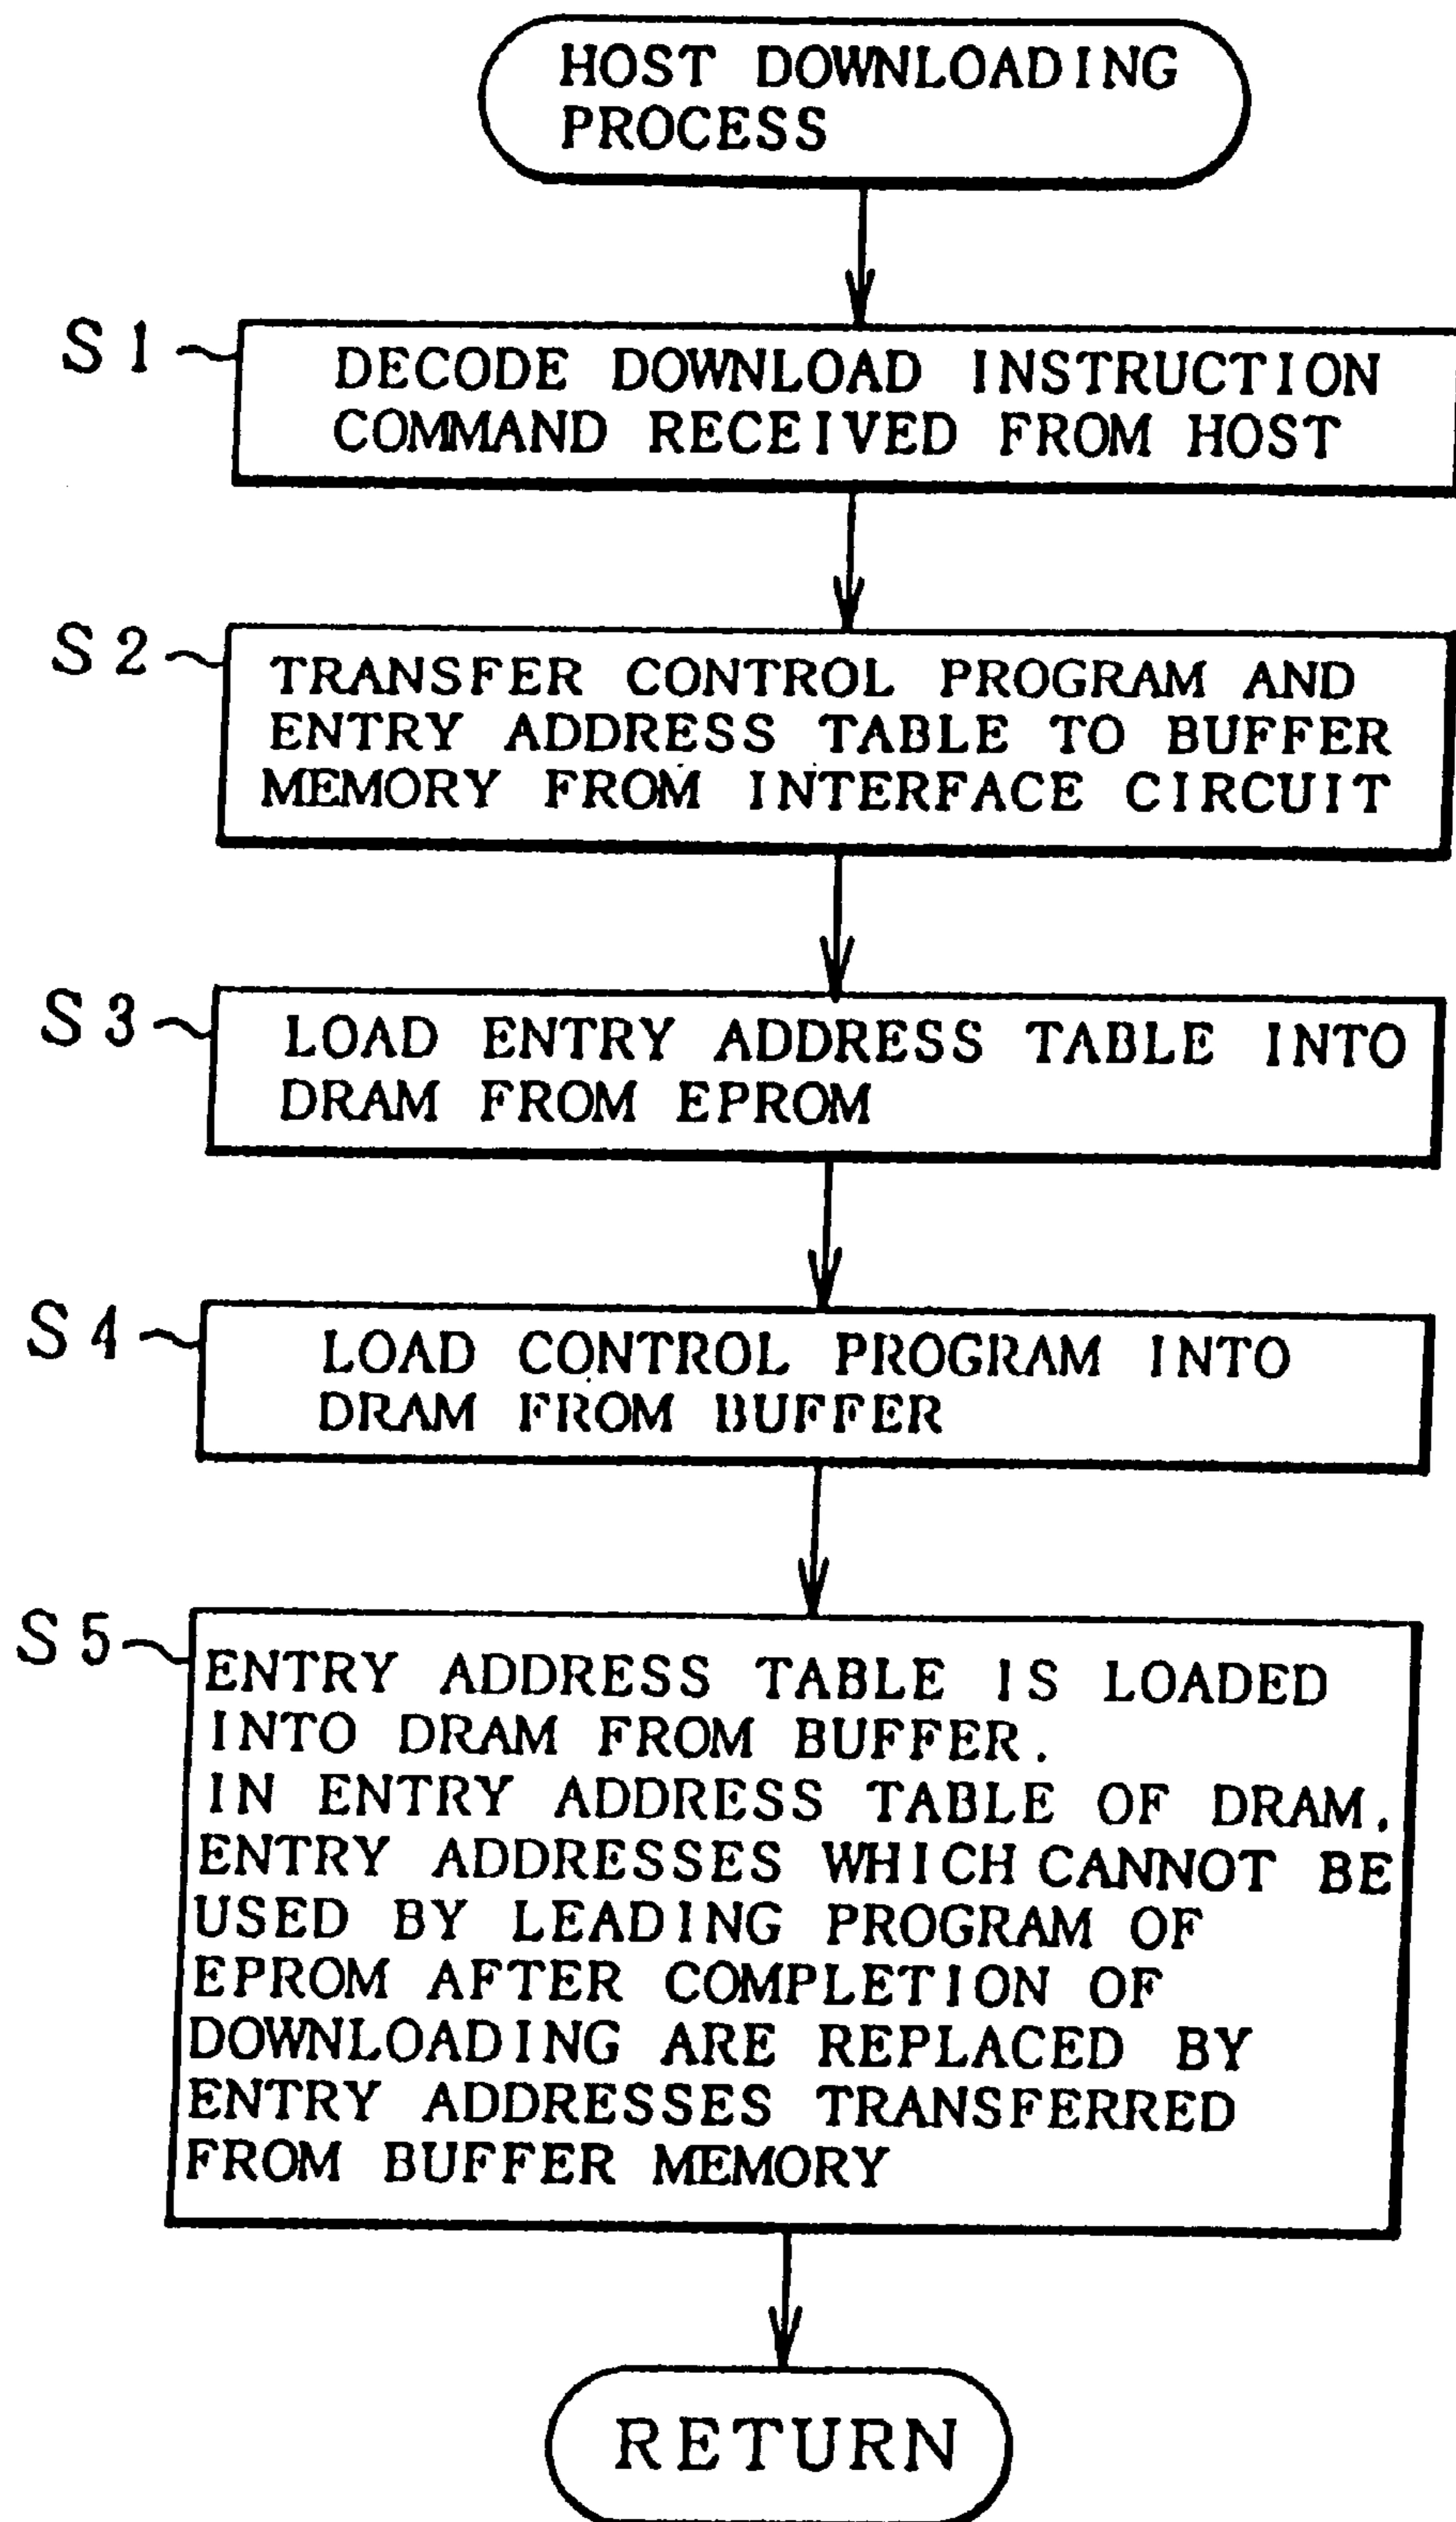 HOST DOWNLOADING
PROCESS
S1
DECODE DOWNLOAD INSTRUCTION
COMMAND RECEIVED FROM HOST
S2
TRANSFER CONTROL PROGRAM AND
ENTRY ADDRESS TABLE TO BUFFER
MEMORY FROM INTERFACE CIRCUIT
S3
LOAD ENTRY ADDRESS TABLE INTO
DRAM FROM EPROM
S4
LOAD CONTROL PROGRAM INTO
DRAM FROM BUFFER
S5
ENTRY ADDRESS TABLE IS LOADED
INTO DRAM FROM BUFFER.
IN ENTRY ADDRESS TABLE OF DRAM.
ENTRY ADDRESSES WHICH CANNOT BE
USED BY LEADING PROGRAM OF
EPROM AFTER COMPLETION OF
DOWNLOADING ARE REPLACED BY
ENTRY ADDRESSES TRANSFERRED
FROM BUFFER MEMORY
RETURN